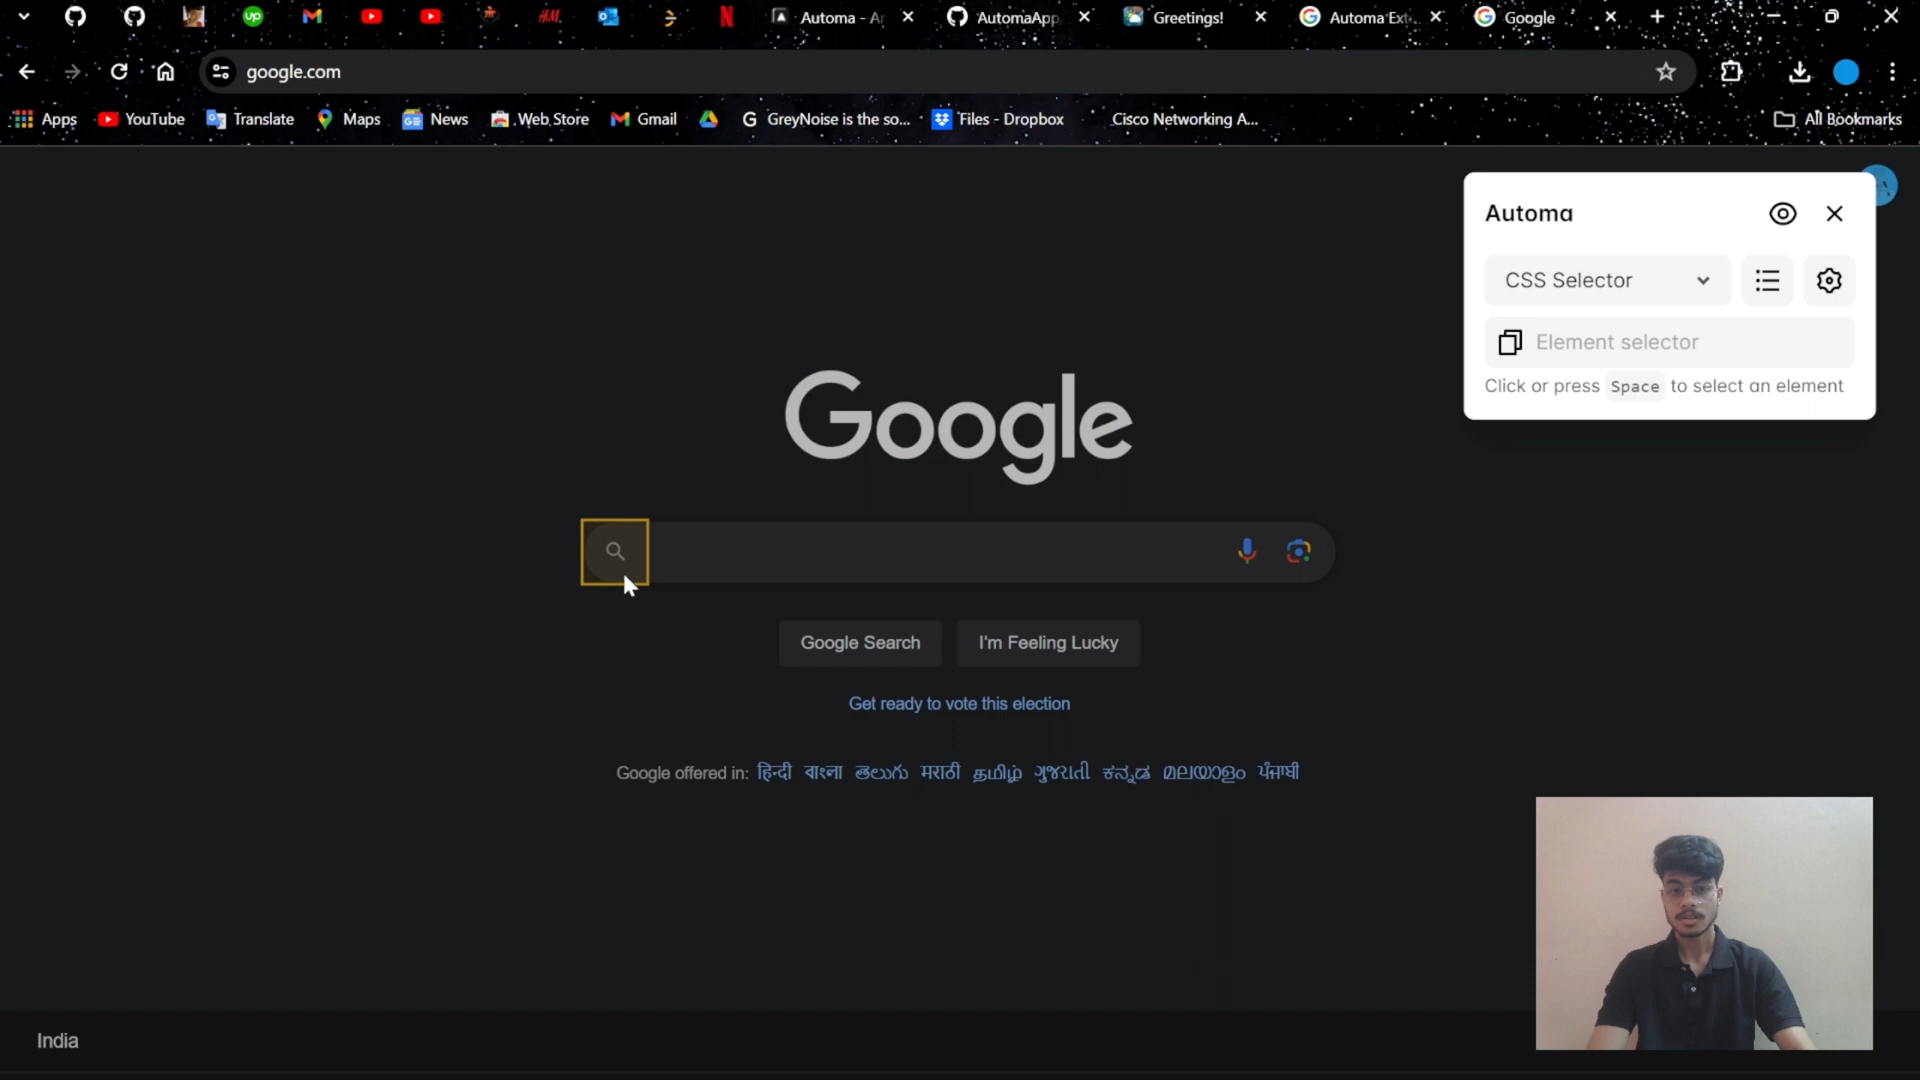 Automa - Ar
AutomaApp
Greetings!
Automa Ext
Google
google.com
Apps
YouTube
Translate
Maps
News
Web Store
Gmail
G GreyNoise is the so...
Files - Dropbox
Cisco Networking A...
All Bookmarks
Automa
CSS Selector
Element selector
Click or press Space to select an element
Google
Google Search
I'm Feeling Lucky
Get ready to vote this election
Google offered in: हिन्दी বাংলা తెలుగు मराठी தமிழ் ગુજરાતી ಕನ್ನಡ മലയാളം ਪੰਜਾਬੀ
India